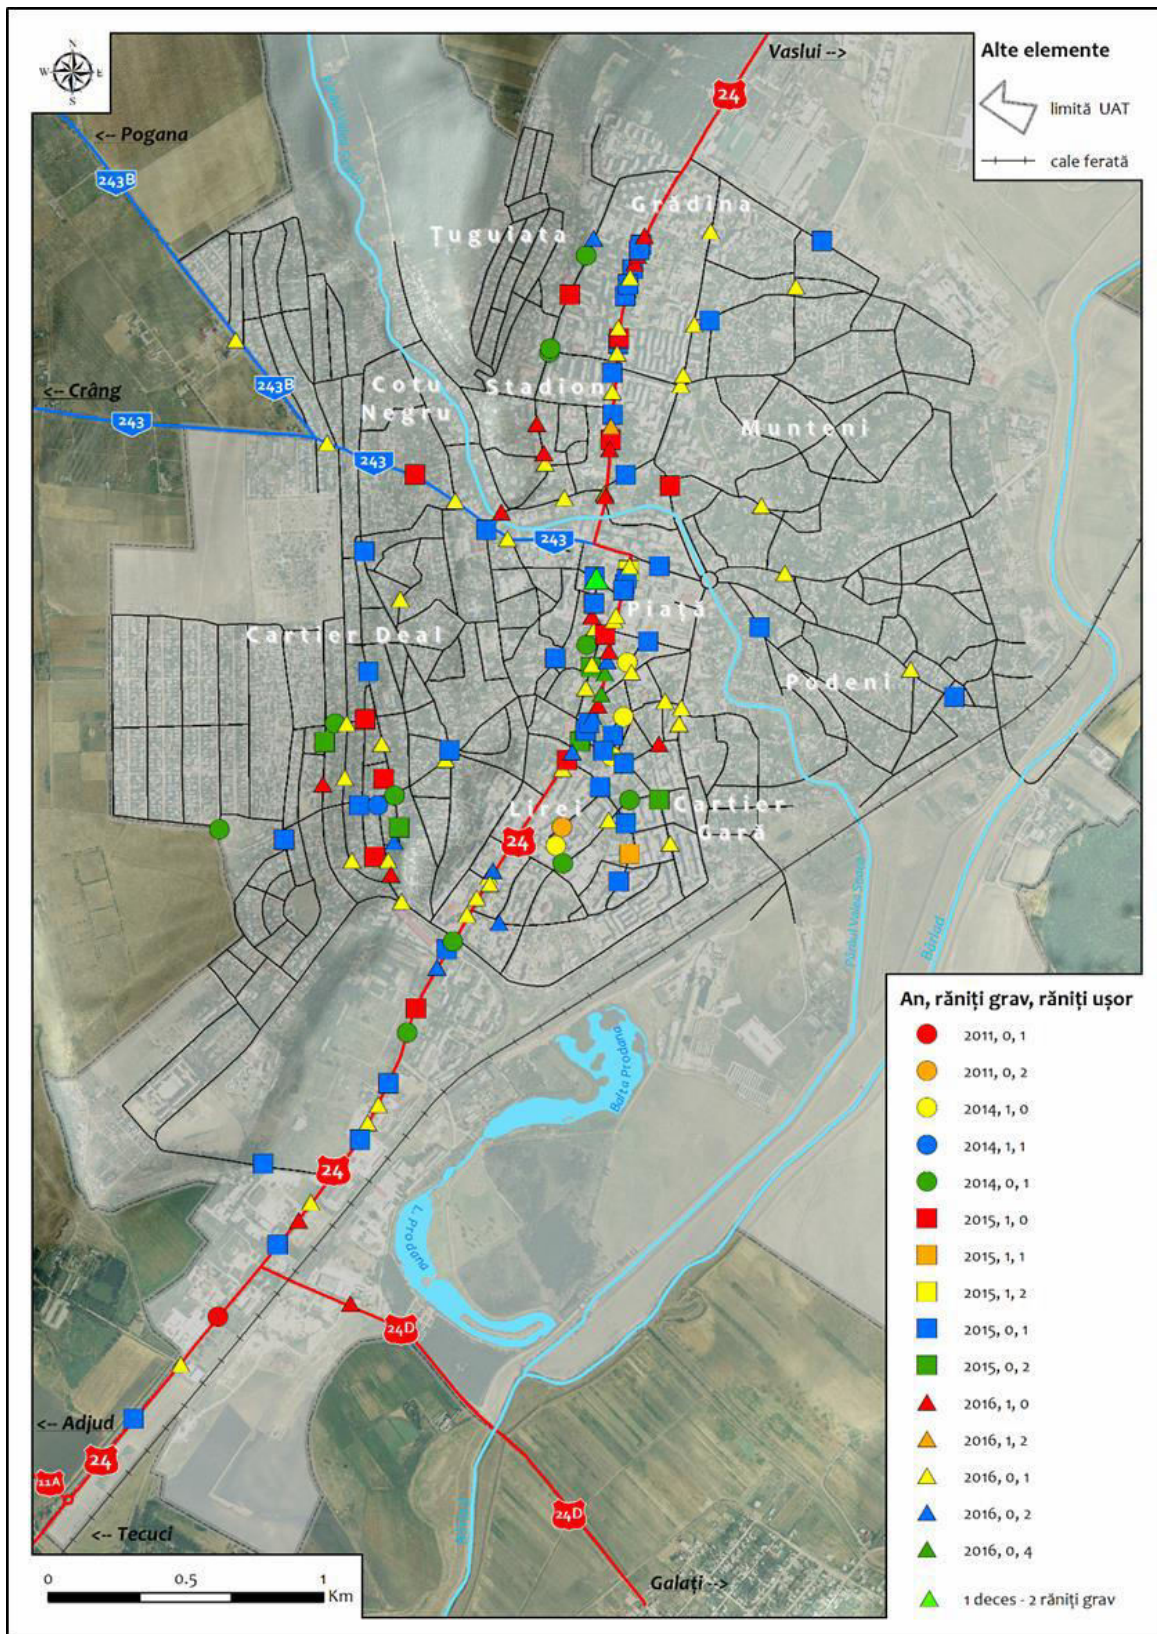 Alte elemente
limită UAT
cale ferată
N
W
E
S
Vaslui -->
24
<-- Pogana
243B
Grădina
Țuguiata
<-- Crâng
243B
243
Cotu
Negru
Stadion
Munteni
243
243
Piață
Cartier Deal
Podeni
Lirei
Cartier
Gară
24
Pârâul Valea Seacă
Bârlad
Balta Prodana
L. Prodana
24
24D
<-- Adjud
24
11A
<-- Tecuci
24D
Galați -->
0
0.5
1
Km
An, răniți grav, răniți ușor
2011, 0, 1
2011, 0, 2
2014, 1, 0
2014, 1, 1
2014, 0, 1
2015, 1, 0
2015, 1, 1
2015, 1, 2
2015, 0, 1
2015, 0, 2
2016, 1, 0
2016, 1, 2
2016, 0, 1
2016, 0, 2
2016, 0, 4
1 deces - 2 răniți grav